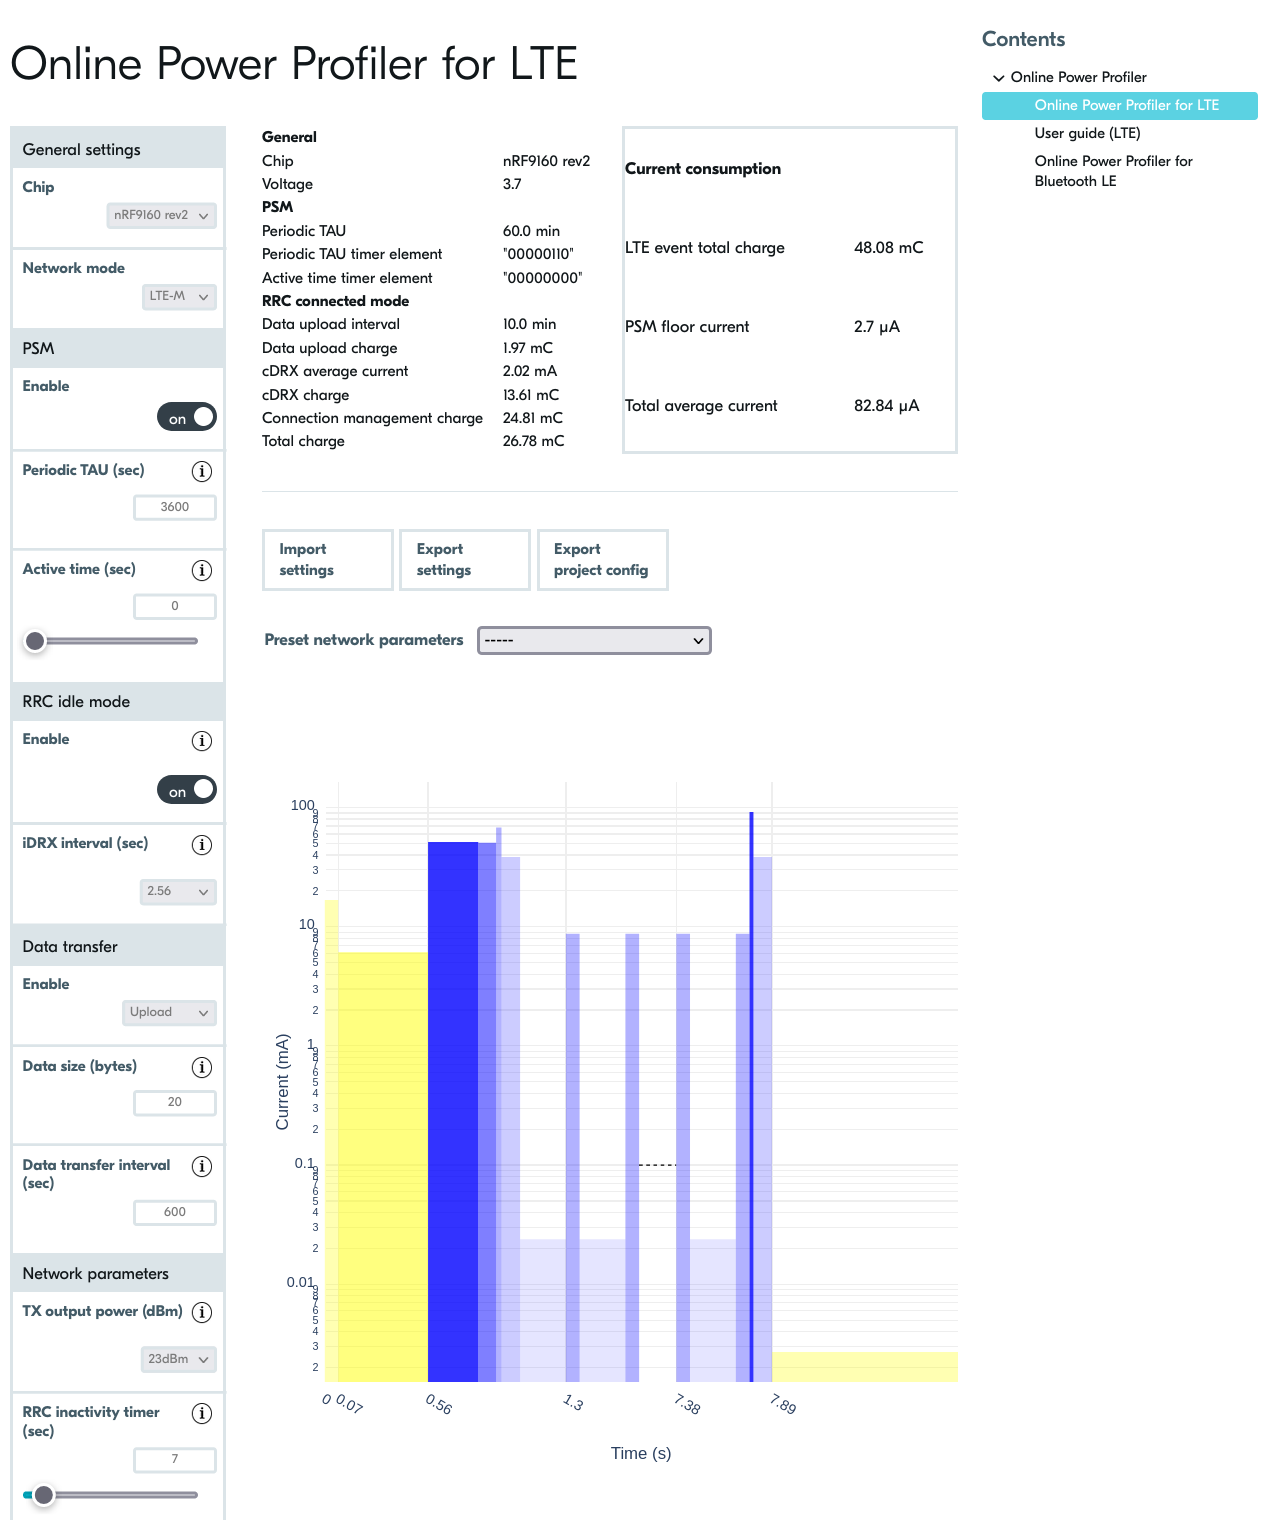 Online Power Profiler for LTE
Contents
Online Power Profiler
Online Power Profiler for LTE
User guide (LTE)
Online Power Profiler for
Bluetooth LE
General settings
Chip
nRF9160 rev2
Network mode
LTE-M
PSM
Enable
on
Periodic TAU (sec)
i
3600
Active time (sec)
i
0
RRC idle mode
Enable
i
on
iDRX interval (sec)
i
2.56
Data transfer
Enable
Upload
Data size (bytes)
i
20
Data transfer interval
(sec)
i
600
Network parameters
TX output power (dBm)
i
23dBm
RRC inactivity timer
(sec)
i
7
General
Chip nRF9160 rev2
Voltage 3.7
PSM
Periodic TAU 60.0 min
Periodic TAU timer element "00000110"
Active time timer element "00000000"
RRC connected mode
Data upload interval 10.0 min
Data upload charge 1.97 mC
cDRX average current 2.02 mA
cDRX charge 13.61 mC
Connection management charge 24.81 mC
Total charge 26.78 mC
Current consumption
LTE event total charge 48.08 mC
PSM floor current 2.7 µA
Total average current 82.84 µA
Import
settings
Export
settings
Export
project config
Preset network parameters
-----
Current (mA)
100
9
8
7
6
5
4
3
2
10
9
8
7
6
5
4
3
2
1
9
8
7
6
5
4
3
2
0.1
9
8
7
6
5
4
3
2
0.01
9
8
7
6
5
4
3
2
0 0.07 0.56 1.3 7.38 7.89
Time (s)